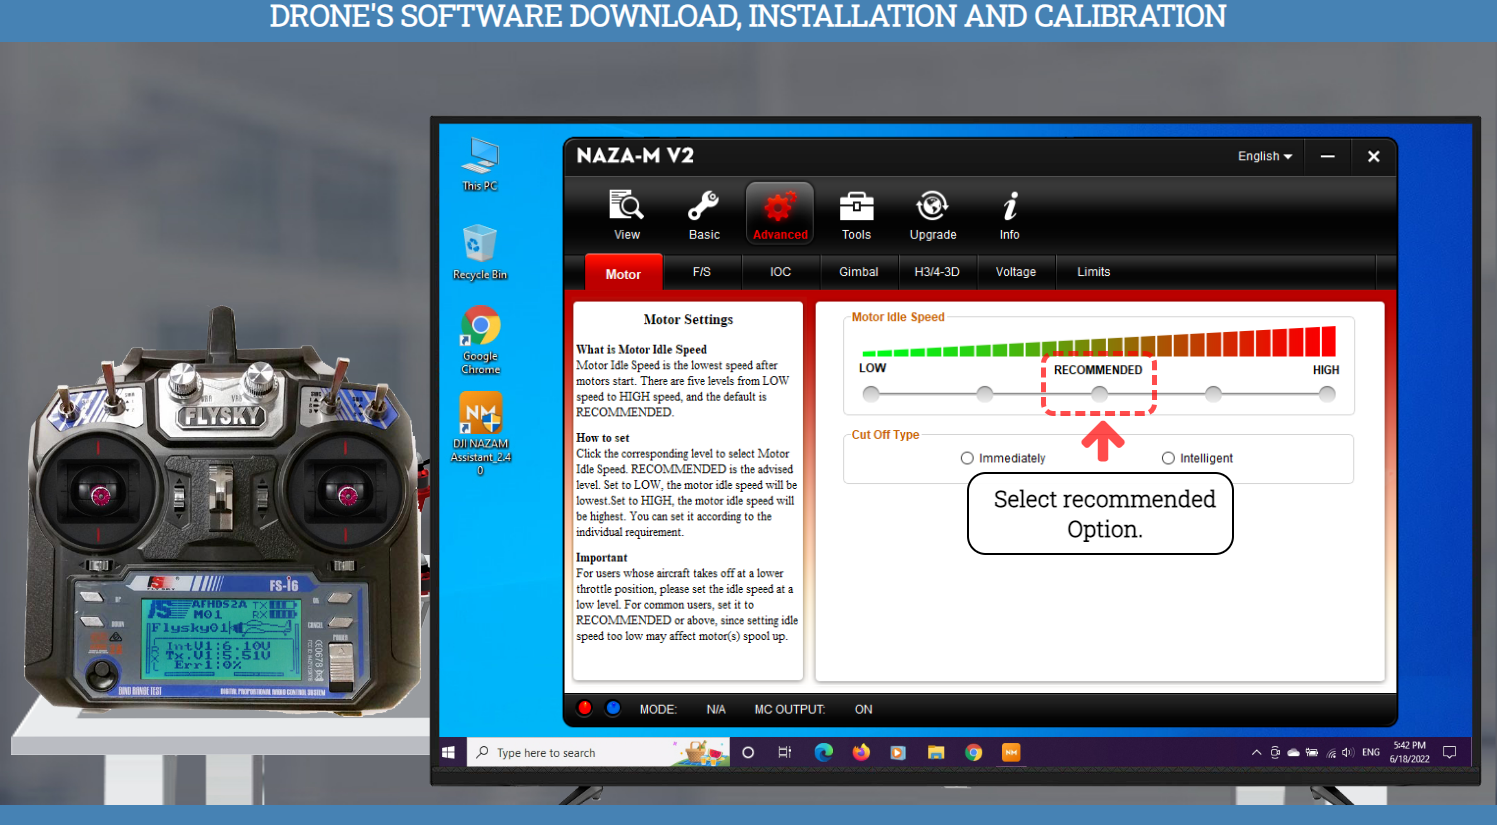 DRONE'S SOFTWARE DOWNLOAD, INSTALLATION AND CALIBRATION
This PC
Recycle Bin
Google
Chrome
DJI NAZAM
Assistant_2.4
0
NAZA-M V2
English
View
Basic
Advanced
Tools
Upgrade
Info
Motor
F/S
IOC
Gimbal
H3/4-3D
Voltage
Limits
Motor Settings
What is Motor Idle Speed
Motor Idle Speed is the lowest speed after
motors start. There are five levels from LOW
speed to HIGH speed, and the default is
RECOMMENDED.
How to set
Click the corresponding level to select Motor
Idle Speed. RECOMMENDED is the advised
level. Set to LOW, the motor idle speed will be
lowest.Set to HIGH, the motor idle speed will
be highest. You can set it according to the
individual requirement.
Important
For users whose aircraft takes off at a lower
throttle position, please set the idle speed at a
low level. For common users, set it to
RECOMMENDED or above, since setting idle
speed too low may affect motor(s) spool up.
Motor Idle Speed
LOW
RECOMMENDED
HIGH
Cut Off Type
Immediately
Intelligent
Select recommended
Option.
MODE: N/A MC OUTPUT: ON
Type here to search
NM
ENG
5:42 PM
6/18/2022
FLYSKY
FS-i6
AFHDS2A TX
M01 RX
Flysky01
IntV1:6.10V
Tx.V1:5.51V
Err1:0%
BIND RANGE TEST
DIGITAL PROPORTIONAL RADIO CONTROL SYSTEM